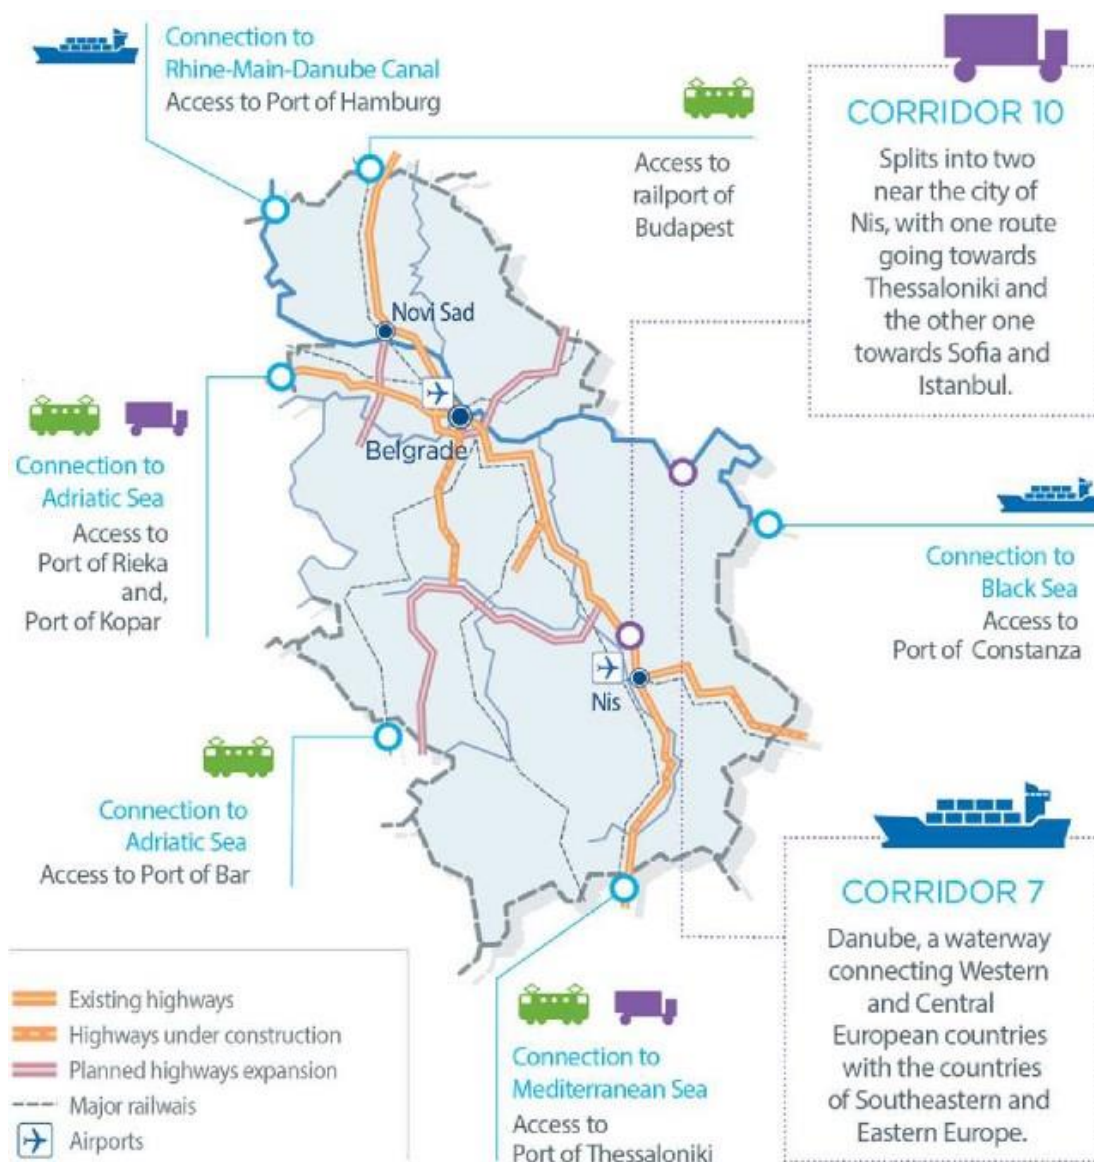 Connection to
Rhine-Main-Danube Canal
Access to Port of Hamburg
Access to
railport of
Budapest
CORRIDOR 10
Splits into two
near the city of
Nis, with one route
going towards
Thessaloniki and
the other one
towards Sofia and
Istanbul.
Novi Sad
Belgrade
Connection to
Adriatic Sea
Access to
Port of Rieka
and,
Port of Kopar
Connection to
Black Sea
Access to
Port of Constanza
Nis
Connection to
Adriatic Sea
Access to Port of Bar
CORRIDOR 7
Danube, a waterway
connecting Western
and Central
European countries
with the countries
of Southeastern and
Eastern Europe.
Existing highways
Highways under construction
Planned highways expansion
Major railwais
Airports
Connection to
Mediterranean Sea
Access to
Port of Thessaloniki